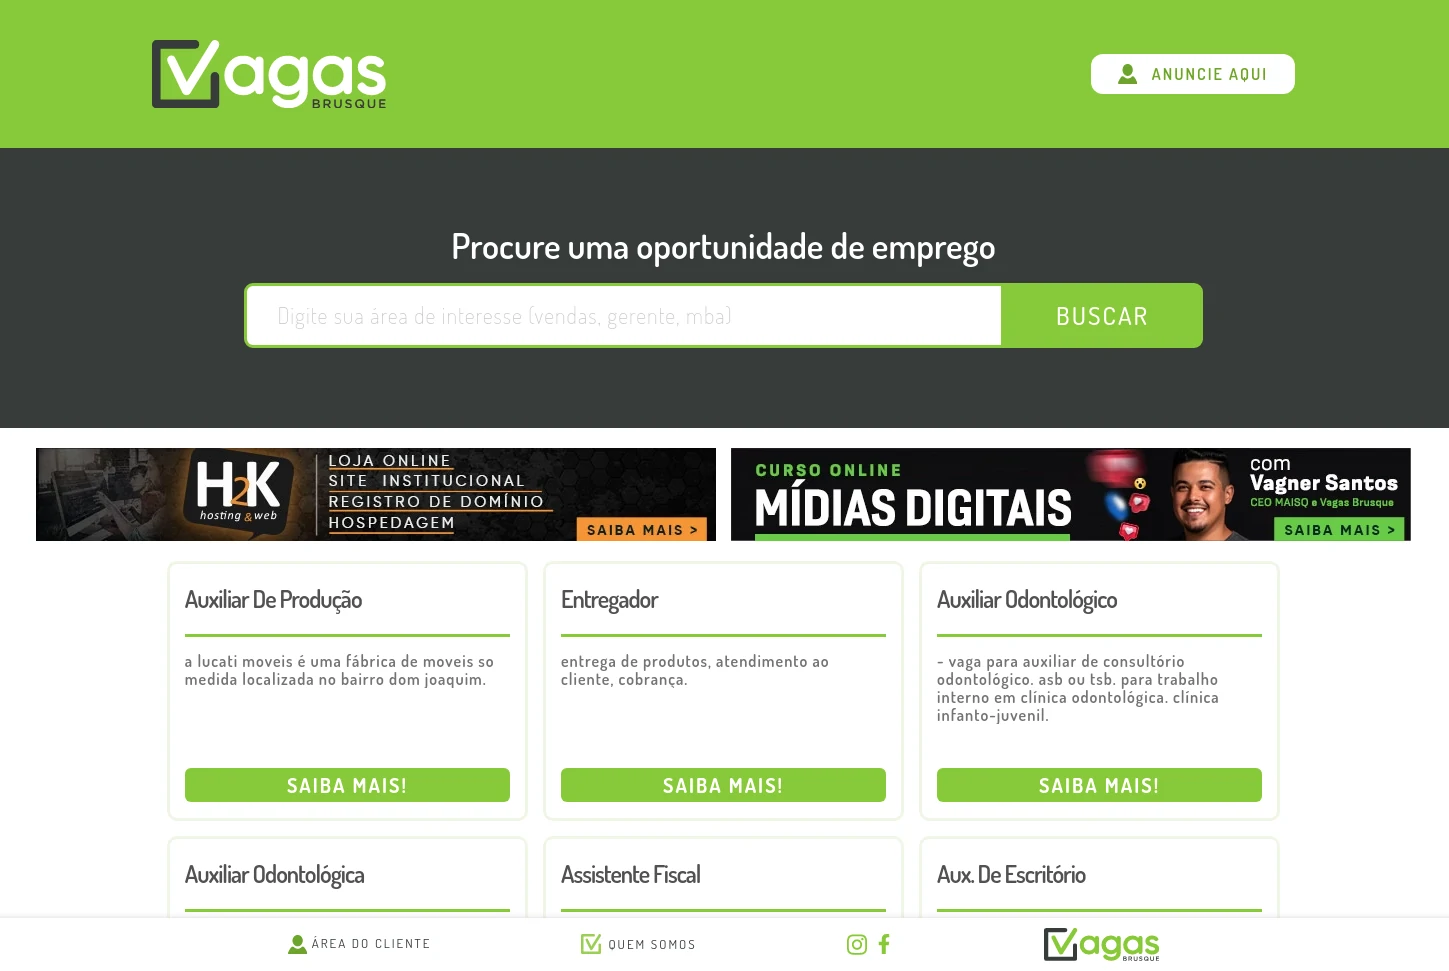 Vagas
BRUSQUE
ANUNCIE AQUI
Procure uma oportunidade de emprego
Digite sua área de interesse (vendas, gerente, mba)
BUSCAR
H2K
hosting & web
LOJA ONLINE
SITE INSTITUCIONAL
REGISTRO DE DOMÍNIO
HOSPEDAGEM
SAIBA MAIS >
CURSO ONLINE
MÍDIAS DIGITAIS
com
Vagner Santos
CEO MAISQ e Vagas Brusque
SAIBA MAIS >
Auxiliar De Produção
a lucati moveis é uma fábrica de moveis so
medida localizada no bairro dom joaquim.
SAIBA MAIS!
Entregador
entrega de produtos, atendimento ao
cliente, cobrança.
SAIBA MAIS!
Auxiliar Odontológico
- vaga para auxiliar de consultório
odontológico. asb ou tsb. para trabalho
interno em clínica odontológica. clínica
infanto-juvenil.
SAIBA MAIS!
Auxiliar Odontológica
Assistente Fiscal
Aux. De Escritório
ÁREA DO CLIENTE
QUEM SOMOS
Vagas
BRUSQUE